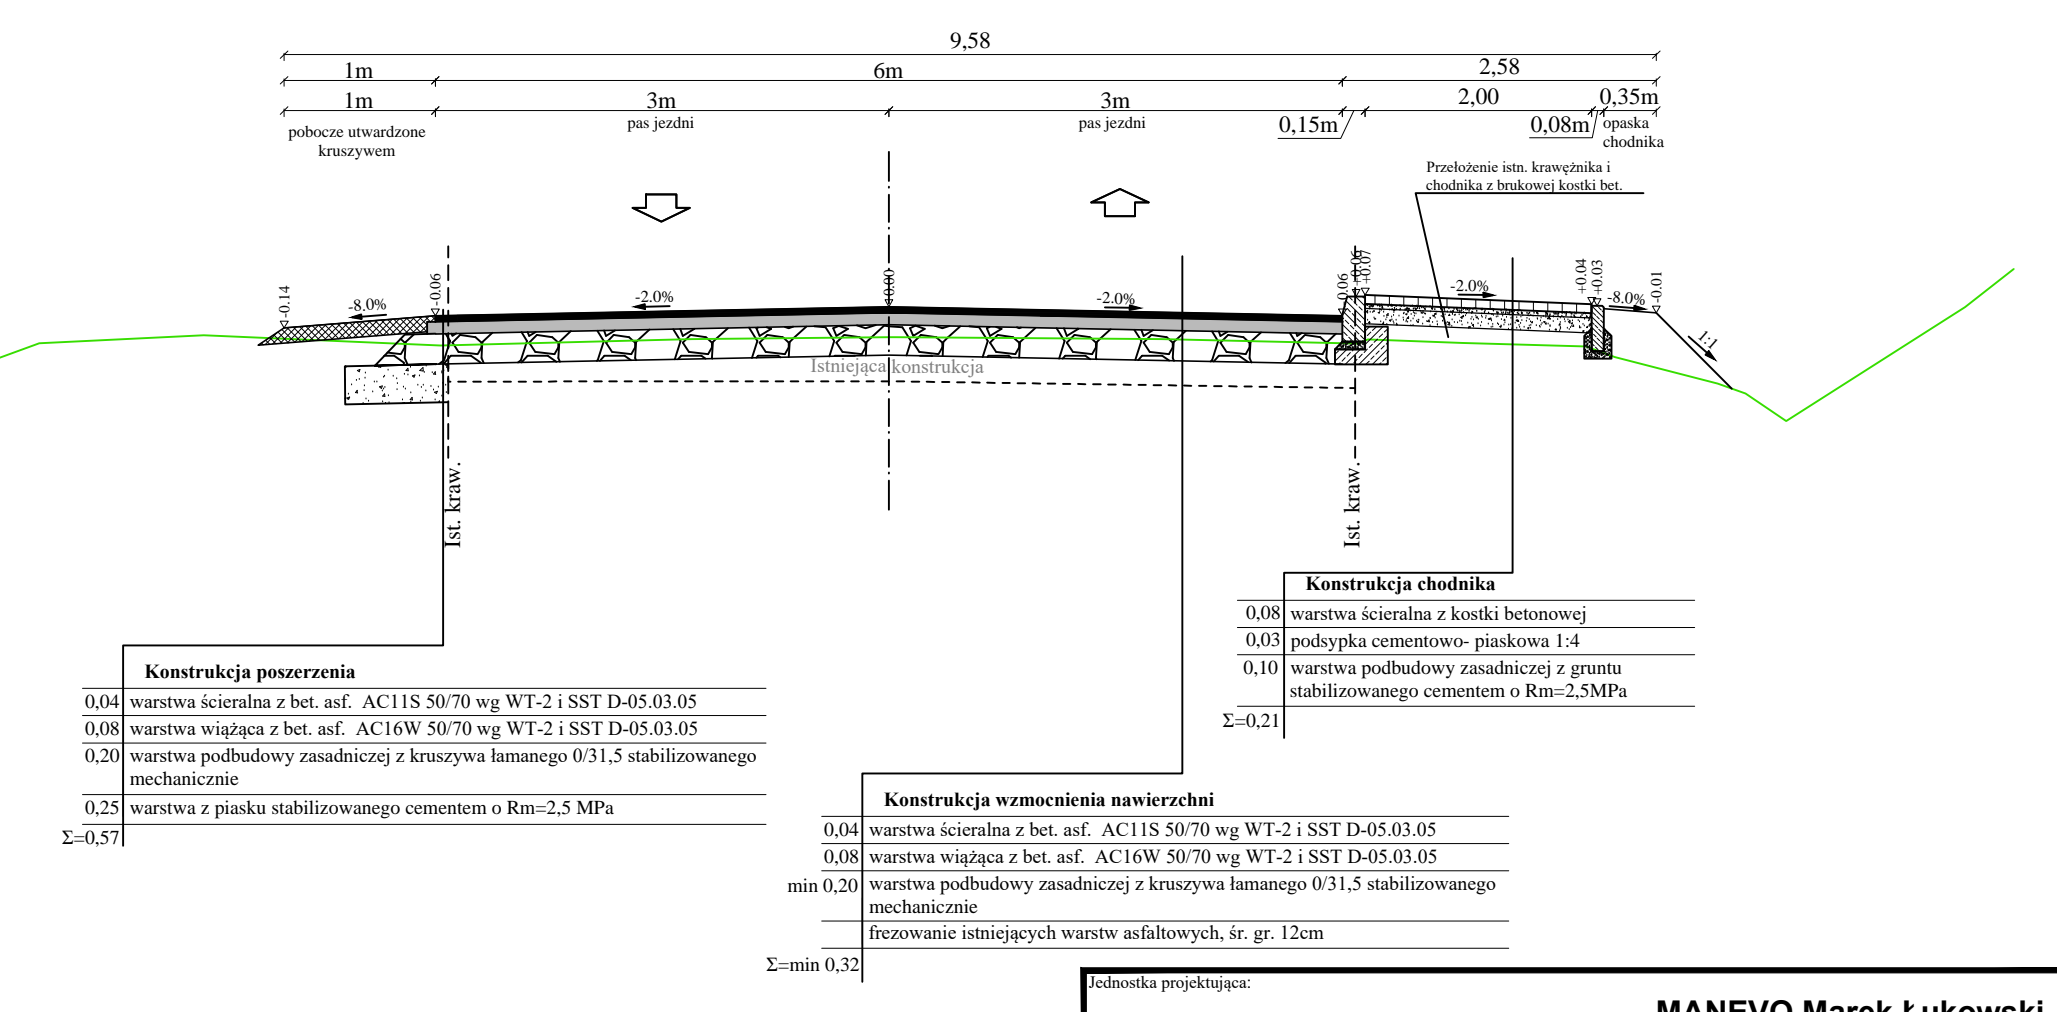 9,58
1m 6m 2,58
1m 3m 3m 2,00 0,35m
pobocze utwardzone
kruszywem
pas jezdni
pas jezdni
0,15m
0,08m
opaska
chodnika
Przełożenie istn. krawężnika i
chodnika z brukowej kostki bet.
-0.14
-8.0%
-0.06
-2.0%
0.00
-2.0%
0.06
+0.06
+0.07
-2.0%
+0.04
+0.03
-8.0%
-0.01
1:1
Istniejąca konstrukcja
Ist. kraw.
Ist. kraw.
Konstrukcja chodnika
0,08 warstwa ścieralna z kostki betonowej
0,03 podsypka cementowo- piaskowa 1:4
0,10 warstwa podbudowy zasadniczej z gruntu
stabilizowanego cementem o Rm=2,5MPa
Σ=0,21
Konstrukcja poszerzenia
0,04 warstwa ścieralna z bet. asf. AC11S 50/70 wg WT-2 i SST D-05.03.05
0,08 warstwa wiążąca z bet. asf. AC16W 50/70 wg WT-2 i SST D-05.03.05
0,20 warstwa podbudowy zasadniczej z kruszywa łamanego 0/31,5 stabilizowanego
mechanicznie
0,25 warstwa z piasku stabilizowanego cementem o Rm=2,5 MPa
Σ=0,57
Konstrukcja wzmocnienia nawierzchni
0,04 warstwa ścieralna z bet. asf. AC11S 50/70 wg WT-2 i SST D-05.03.05
0,08 warstwa wiążąca z bet. asf. AC16W 50/70 wg WT-2 i SST D-05.03.05
min 0,20 warstwa podbudowy zasadniczej z kruszywa łamanego 0/31,5 stabilizowanego
mechanicznie
frezowanie istniejących warstw asfaltowych, śr. gr. 12cm
Σ=min 0,32
Jednostka projektująca:
MANEVO Marek Łukowski